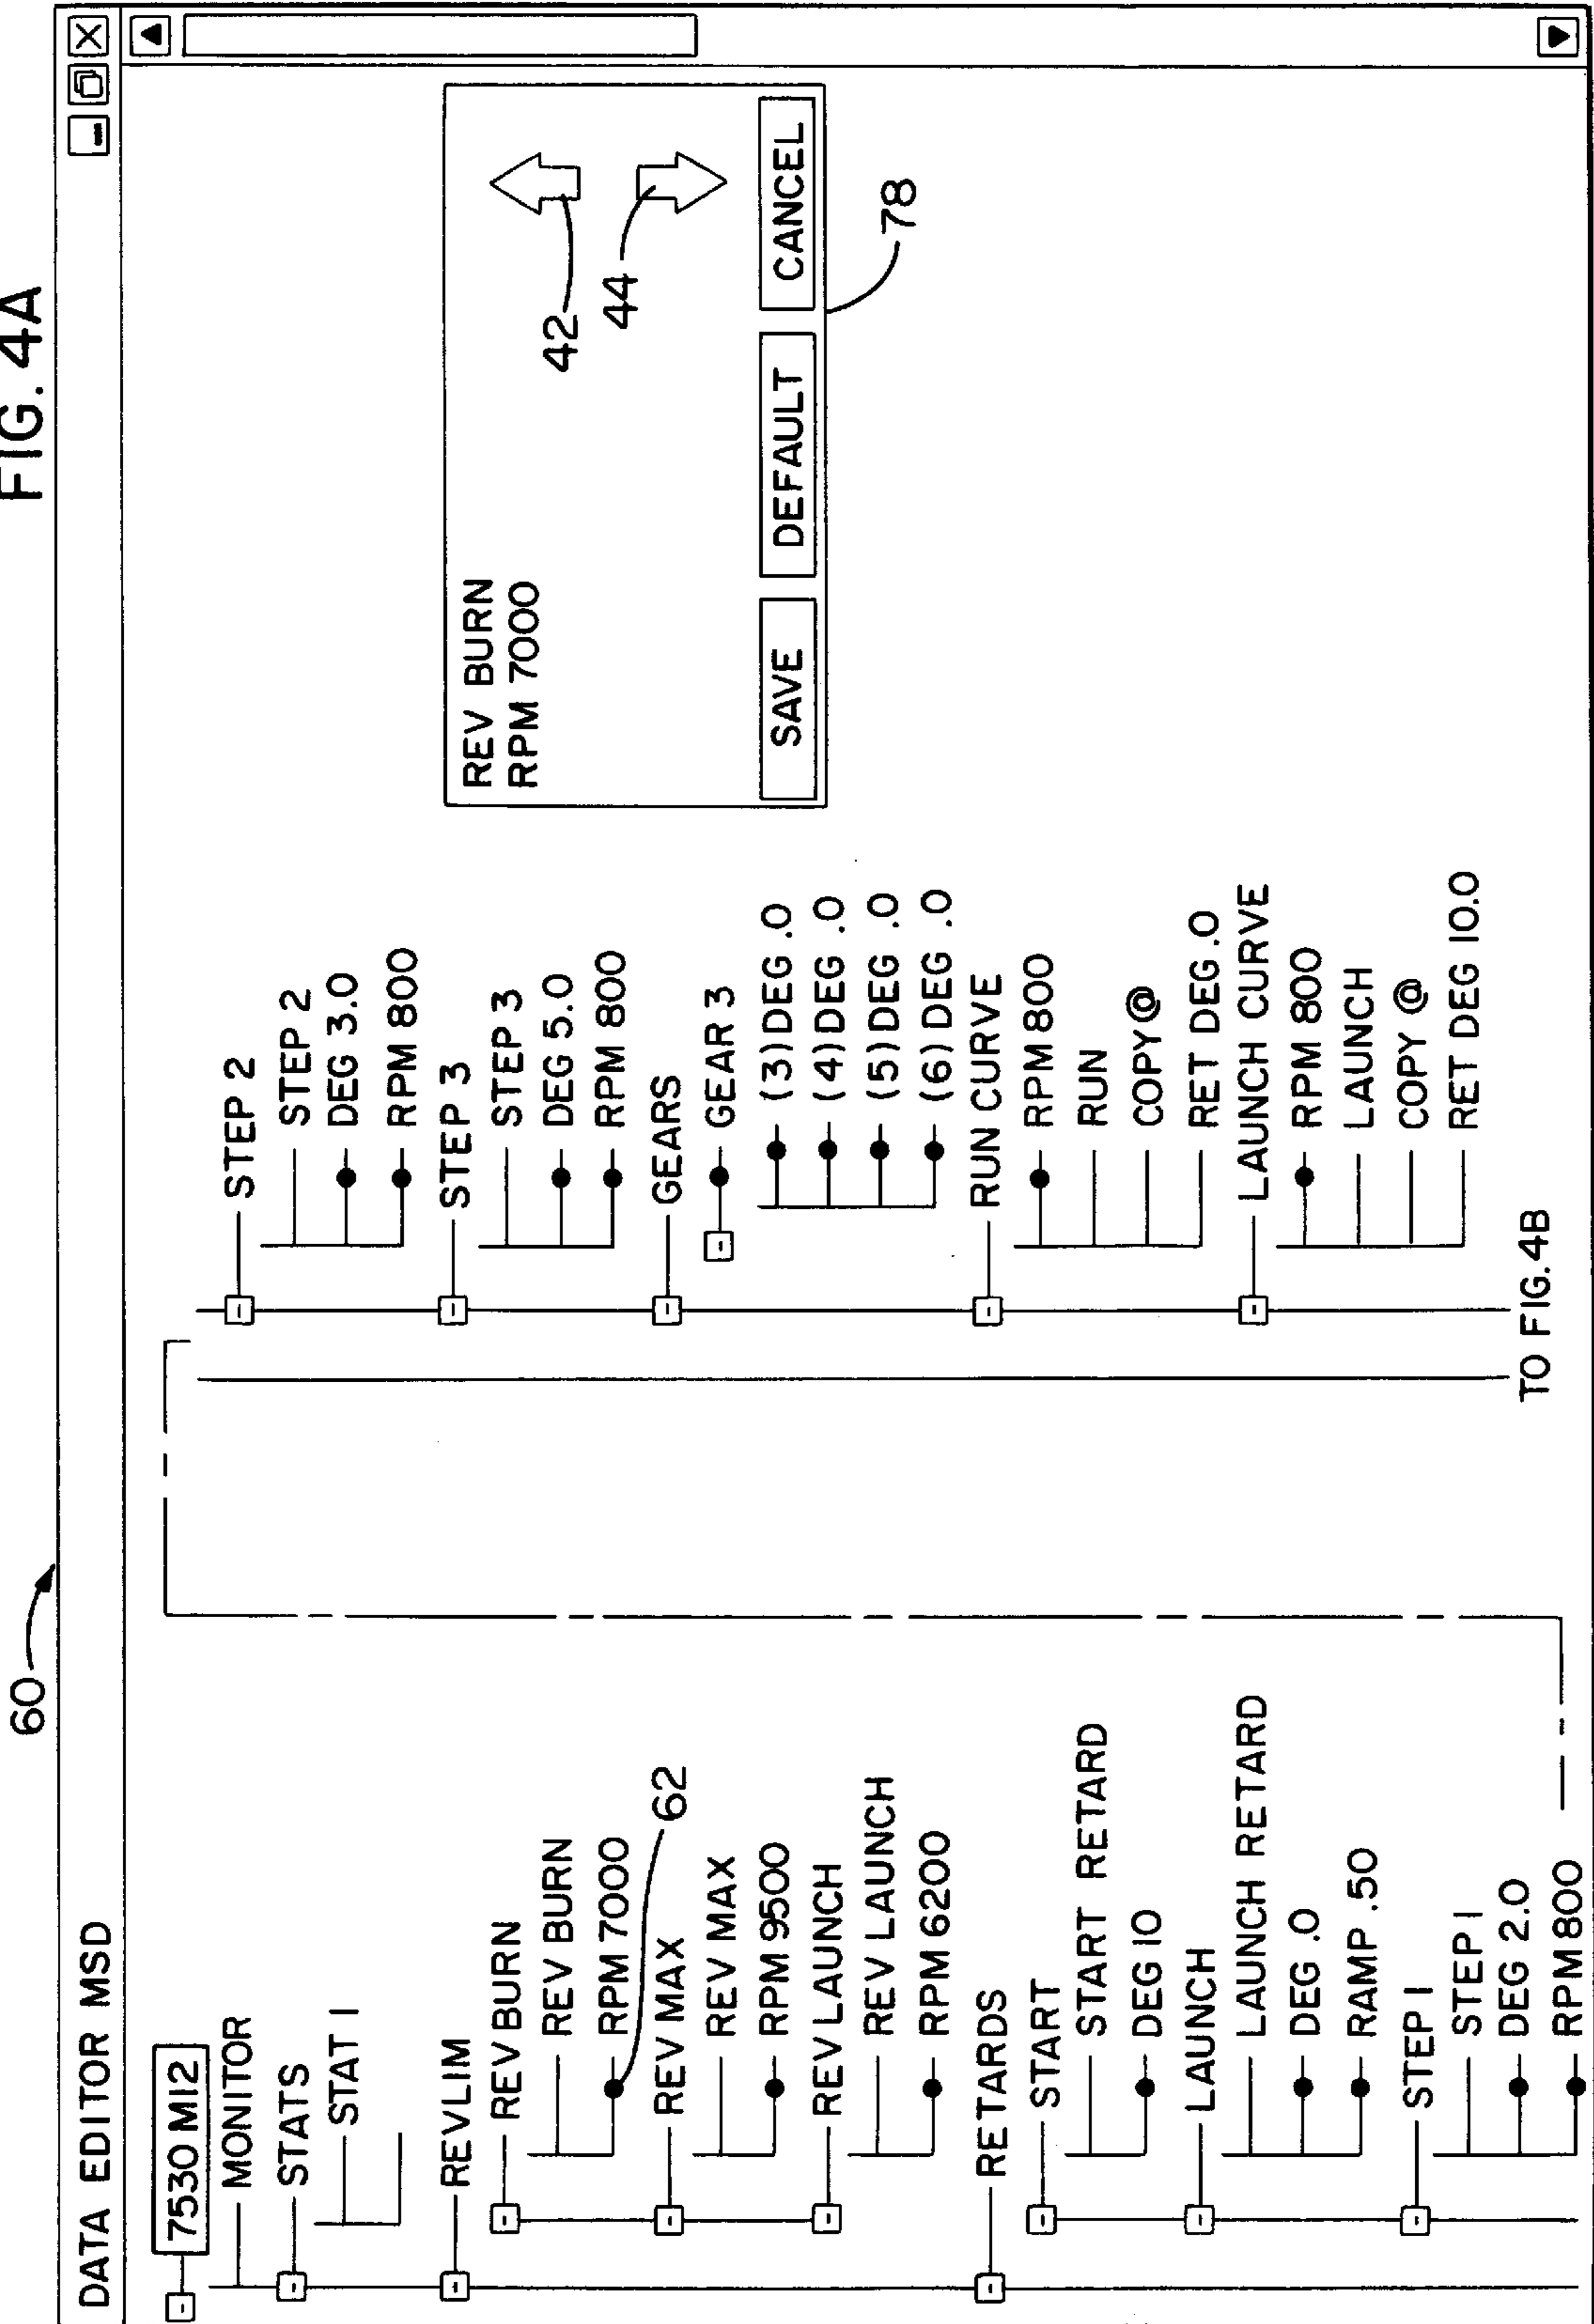 FIG. 4A
60
DATA EDITOR MSD
7530 M12
MONITOR
STATS
STAT 1
REVLIM
REV BURN
REV BURN
RPM 7000
62
REV MAX
REV MAX
RPM 9500
REV LAUNCH
REV LAUNCH
RPM 6200
RETARDS
START
START RETARD
DEG 10
LAUNCH
LAUNCH RETARD
DEG .0
RAMP .50
STEP 1
STEP 1
DEG 2.0
RPM 800
STEP 2
STEP 2
DEG 3.0
RPM 800
STEP 3
STEP 3
DEG 5.0
RPM 800
GEARS
GEAR 3
(3) DEG .0
(4) DEG .0
(5) DEG .0
(6) DEG .0
RUN CURVE
RPM 800
RUN
COPY @
RET DEG .0
LAUNCH CURVE
RPM 800
LAUNCH
COPY @
RET DEG 10.0
TO FIG. 4B
REV BURN
RPM 7000
42
44
SAVE DEFAULT CANCEL
78